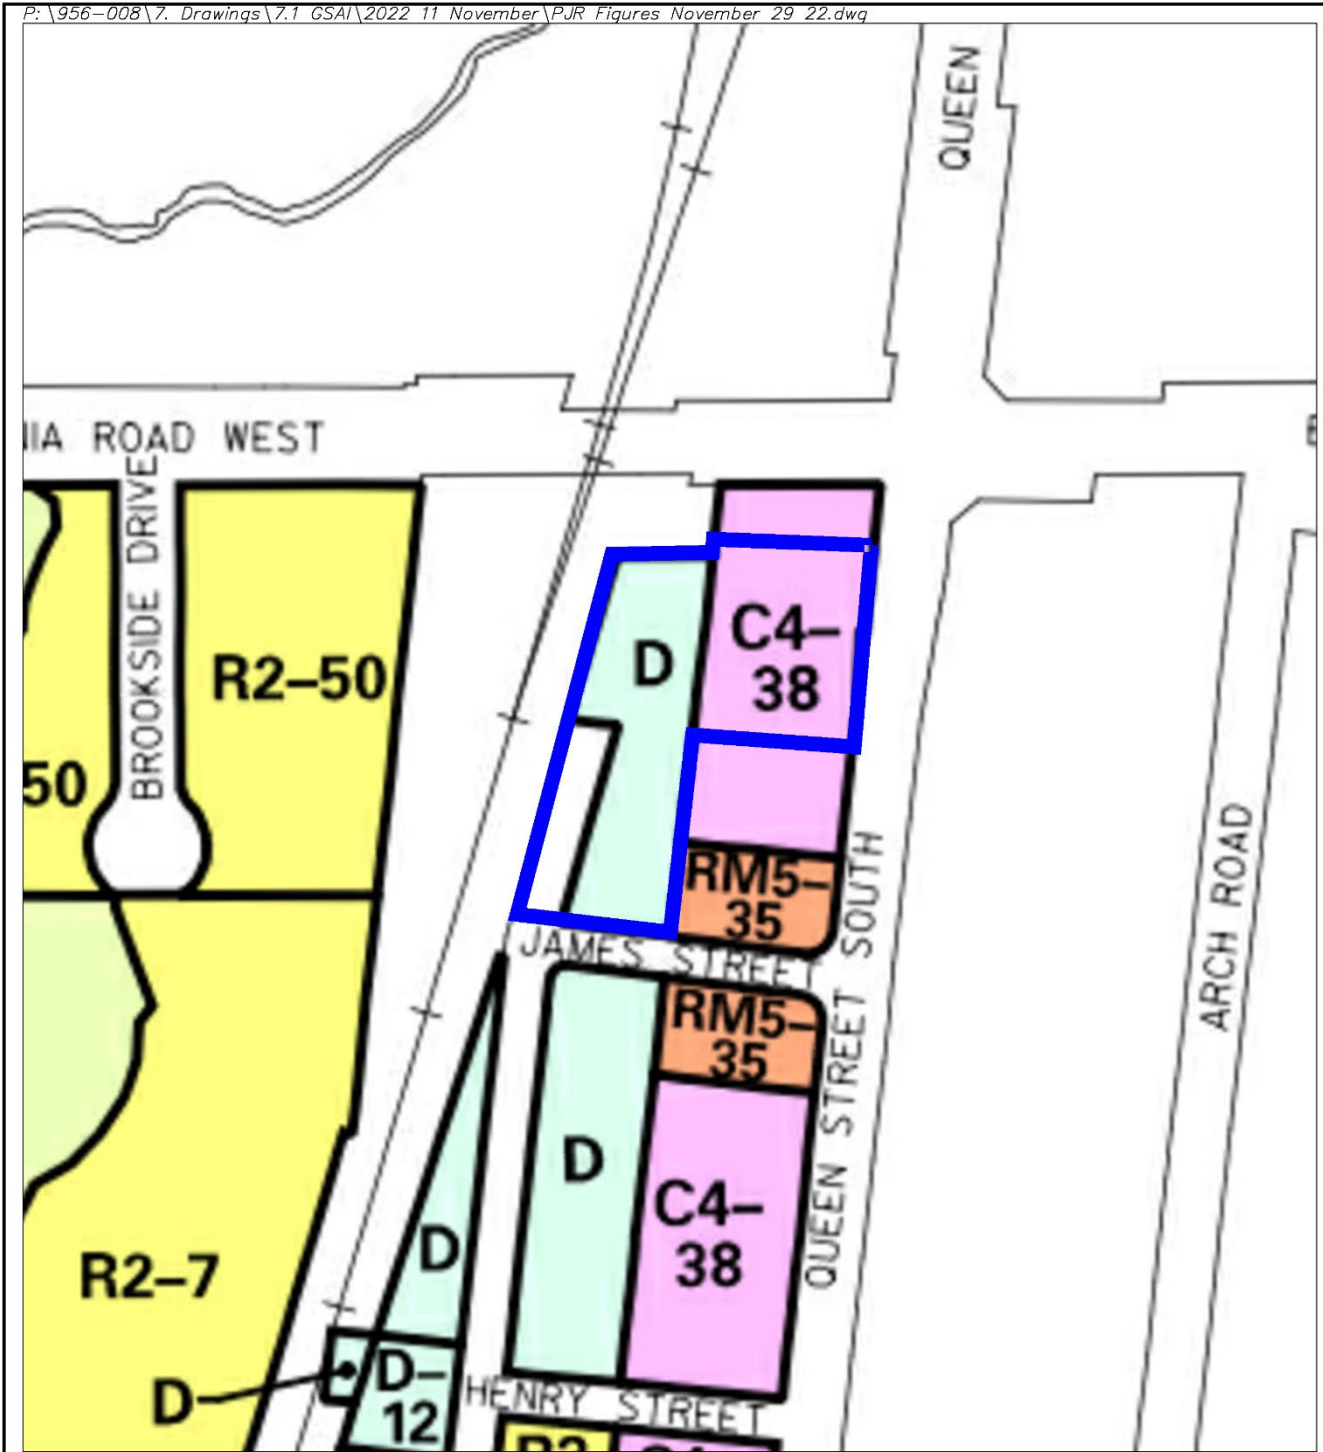 P:\956-008\7. Drawings\7.1 GSAI\2022 11 November\PJR Figures November 29 22.dwg
QUEEN
NIA ROAD WEST
BROOKSIDE DRIVE
R2-50
50
D
C4-
38
RM5-
35
JAMES STREET
QUEEN STREET SOUTH
ARCH ROAD
RM5-
35
D
C4-
38
D
R2-7
D
D-
12
HENRY STREET